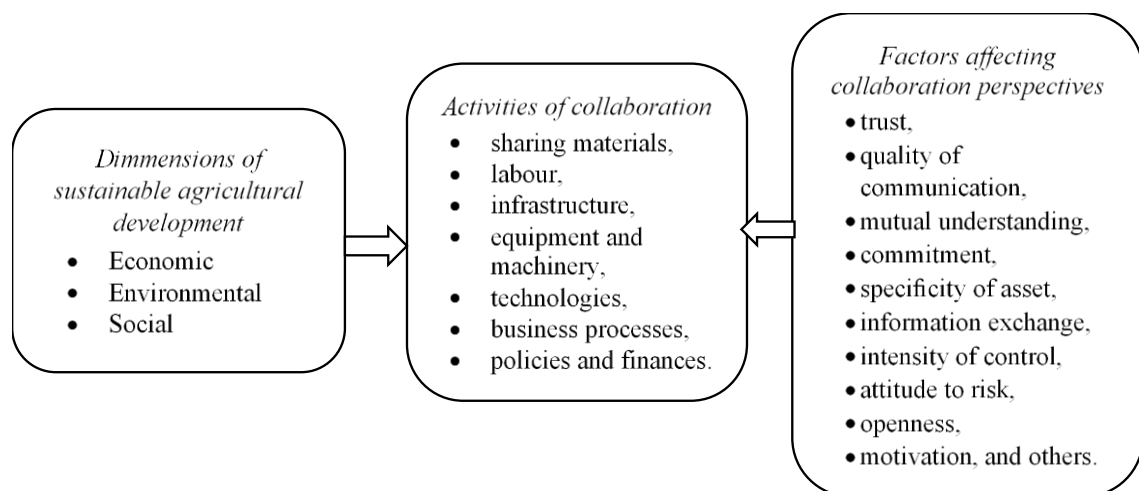 Dimmensions of
sustainable agricultural
development
• Economic
• Environmental
• Social
Activities of collaboration
• sharing materials,
• labour,
• infrastructure,
• equipment and
machinery,
• technologies,
• business processes,
• policies and finances.
Factors affecting
collaboration perspectives
• trust,
• quality of
communication,
• mutual understanding,
• commitment,
• specificity of asset,
• information exchange,
• intensity of control,
• attitude to risk,
• openness,
• motivation, and others.